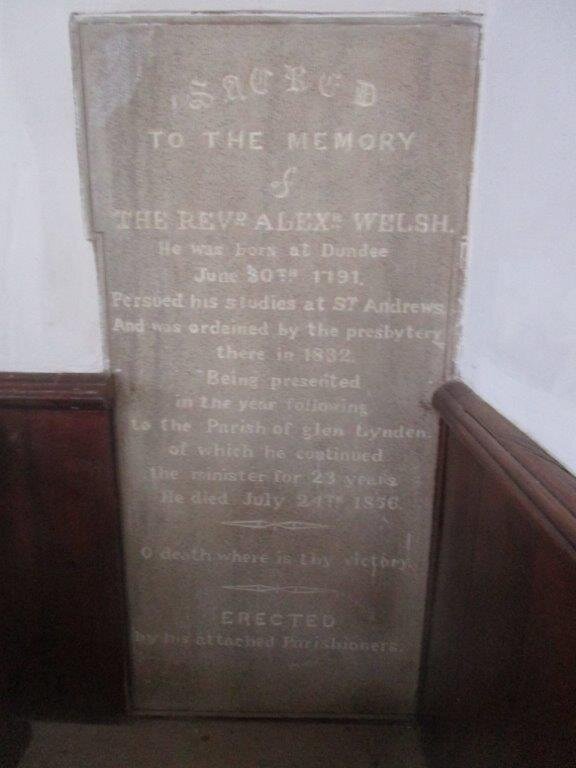 SACRED
TO THE MEMORY
of
THE REVD ALEXR WELSH.
He was born at Dundee
June 30TH 1791.
Persued his studies at ST Andrews
And was ordained by the presbytery
there in 1832.
Being presented
in the year following
to the Parish of glen Lynden.
of which he continued
the minister for 23 years
He died July 24TH 1856.
O death where is thy victory.
ERECTED
by his attached Parishioners.